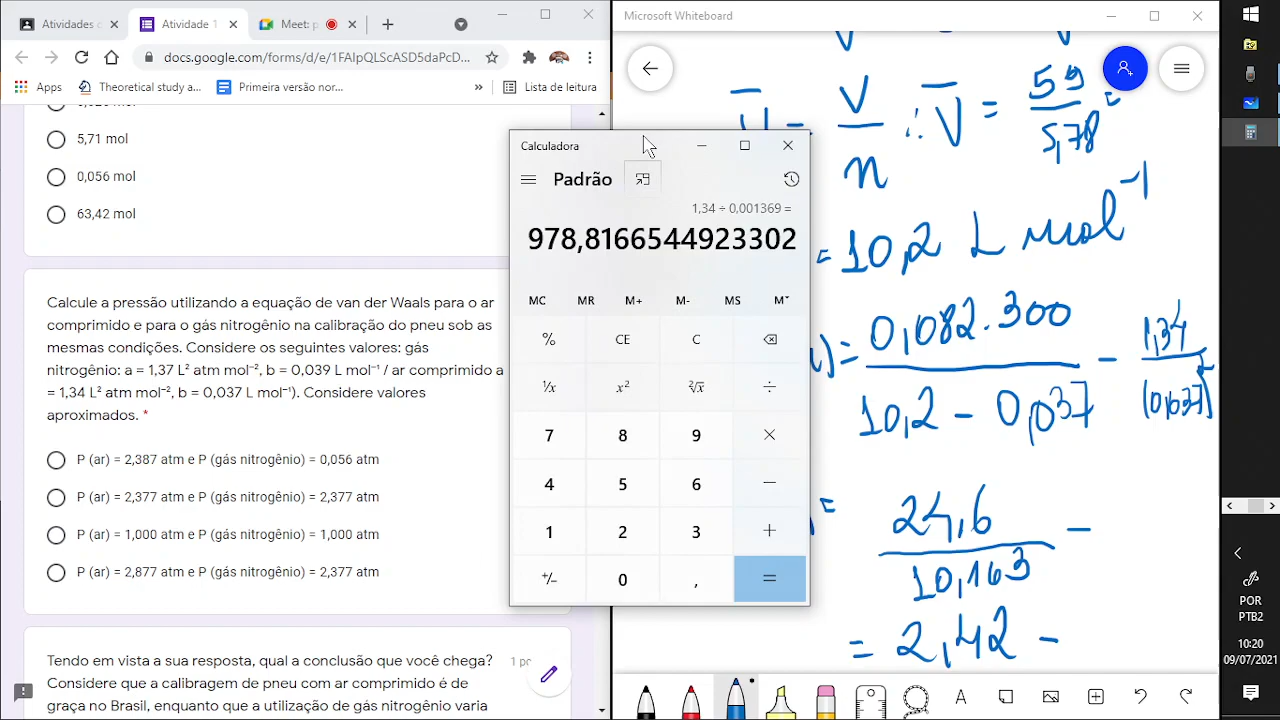 Atividades c
Atividade 1
Meet: p
docs.google.com/forms/d/e/1FAIpQLScASD5daPcD...
Apps
Theoretical study a...
Primeira versão nor...
»
Lista de leitura
5,71 mol
0,056 mol
63,42 mol
Calcule a pressão utilizando a equação de van der Waals para o ar
comprimido e para o gás nitrogênio na calibração do pneu sob as
mesmas condições. Considere os seguintes valores: gás
nitrogênio
= 1,37 L² atm mol⁻², b = 0,039 L mol⁻¹ / ar comprimido a
= 1,34 L² atm mol⁻², b = 0,037 L mol⁻¹). Considere valores
aproximados. *
P (ar) = 2,387 atm e P (gás nitrogênio) = 0,056 atm
P (ar) = 2,377 atm e P (gás nitrogênio) = 2,377 atm
P (ar) = 1,000 atm e P (gás nitrogênio) = 1,000 atm
P (ar) = 2,877 atm e P (gás nitrogênio) = 2,377 atm
Tendo em vista a sua resposta, qual a conclusão que você chega?
1 po
Considere que a calibragem de pneu com ar comprimido é de
graça no Brasil, enquanto que a utilização de gás nitrogênio varia
Calculadora
Padrão
1,34 ÷ 0,001369 =
978,8166544923302
MC MR M+ M- MS M˅
% CE C ⌫
¹/x x² ²√x ÷
7 8 9 ×
4 5 6 −
1 2 3 +
+/- 0 , =
Microsoft Whiteboard
V̄ = V/n ∴ V̄ = 59/5,78 =
= 10,2 L mol⁻¹
) = 0,082.300/10,2 - 0,037 - 1,34/(0,037)²
= 24,6/10,163 -
= 2,42 -
A
POR
PTB2
10:20
09/07/2021